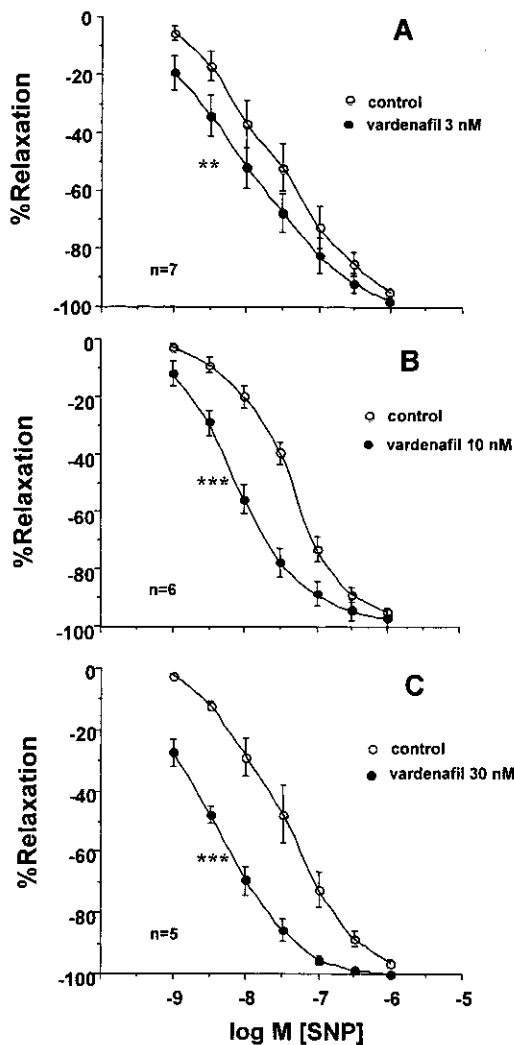 A
0
-20
-40
-60
-80
-100
%Relaxation
control
vardenafil 3 nM
**
n=7
B
0
-20
-40
-60
-80
-100
%Relaxation
control
vardenafil 10 nM
***
n=6
C
0
-20
-40
-60
-80
-100
%Relaxation
control
vardenafil 30 nM
***
n=5
-9 -8 -7 -6 -5
log M [SNP]